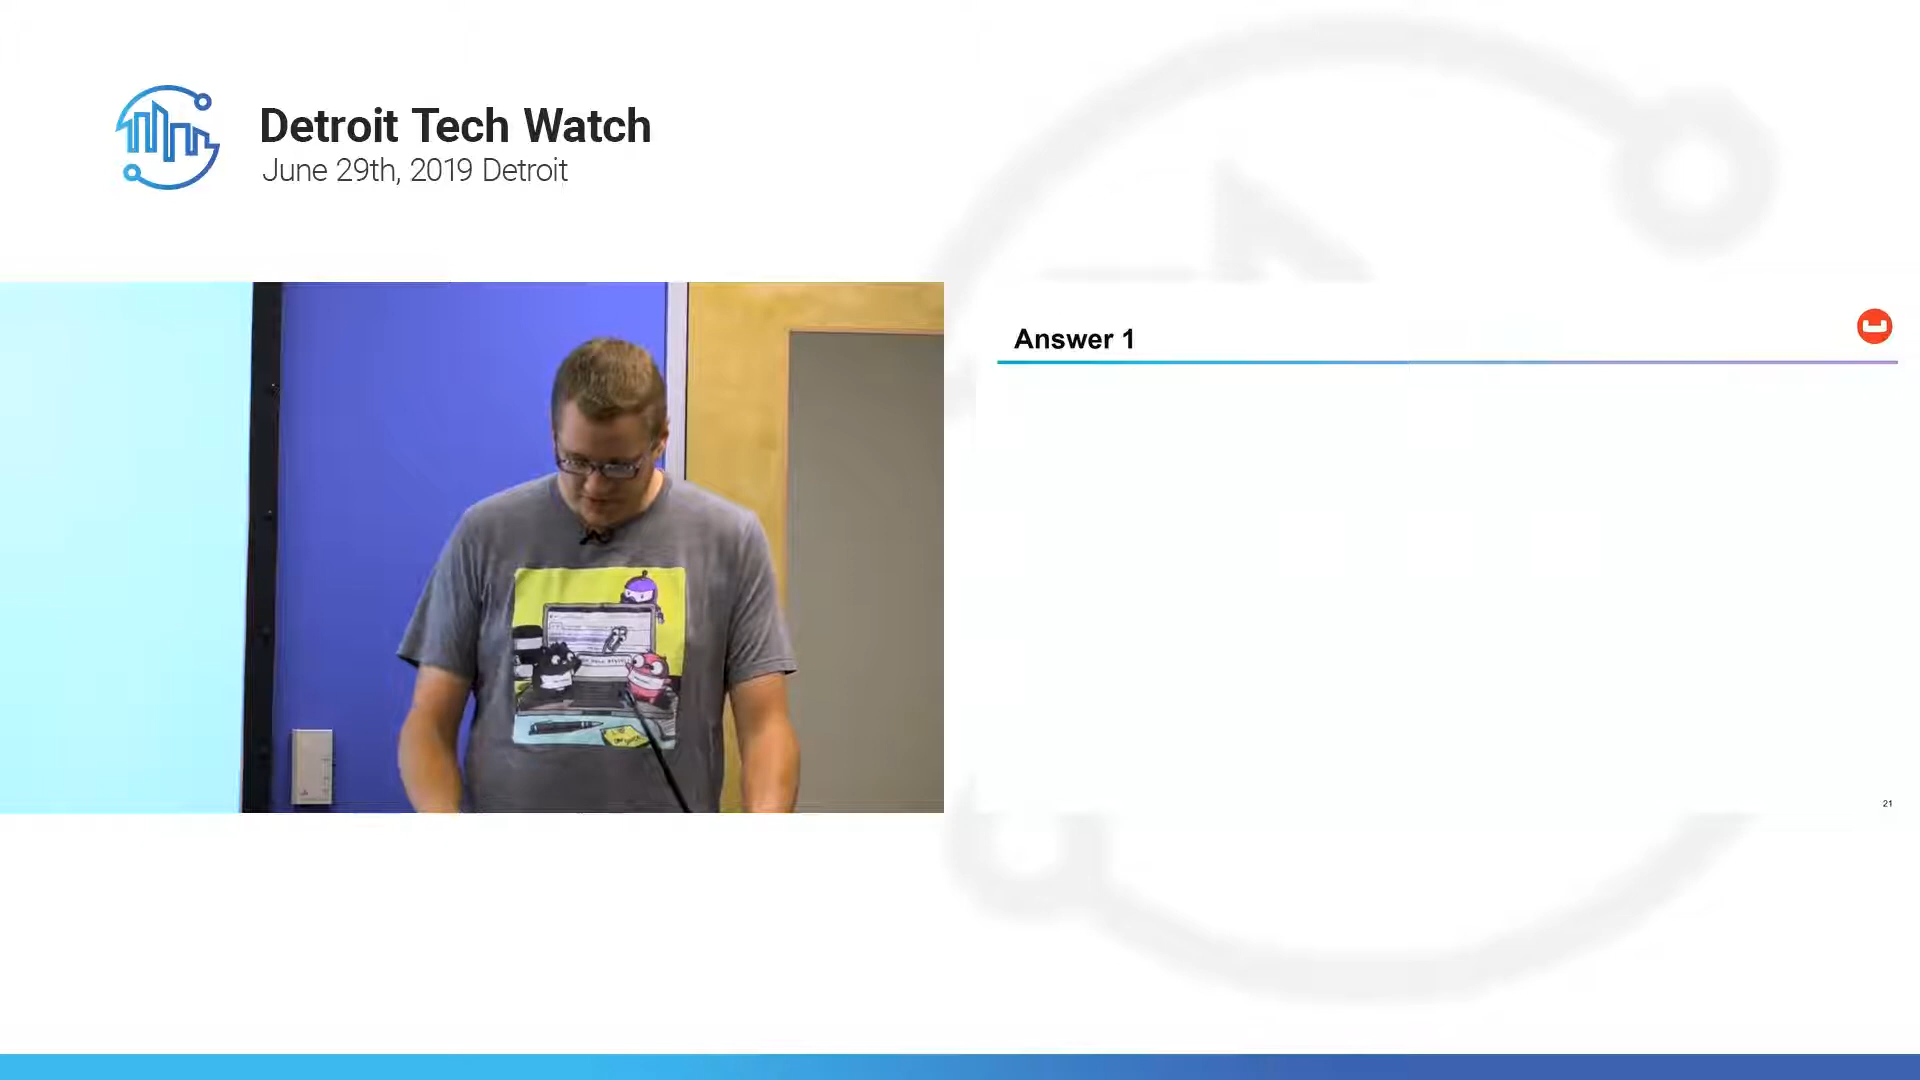 Detroit Tech Watch
June 29th, 2019 Detroit
Answer 1
21